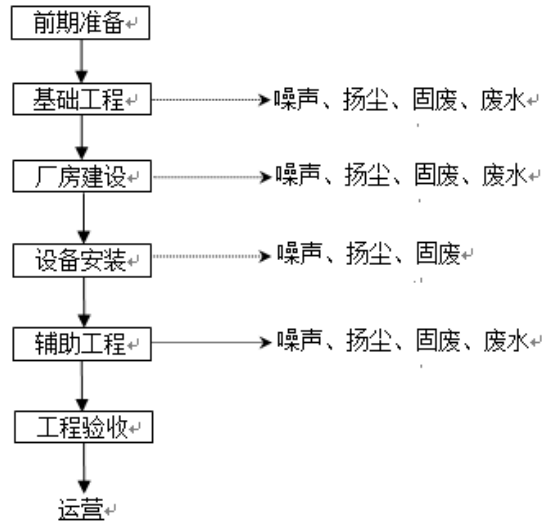 前期准备
基础工程
噪声、扬尘、固废、废水
厂房建设
噪声、扬尘、固废、废水
设备安装
噪声、扬尘、固废
辅助工程
噪声、扬尘、固废、废水
工程验收
运营